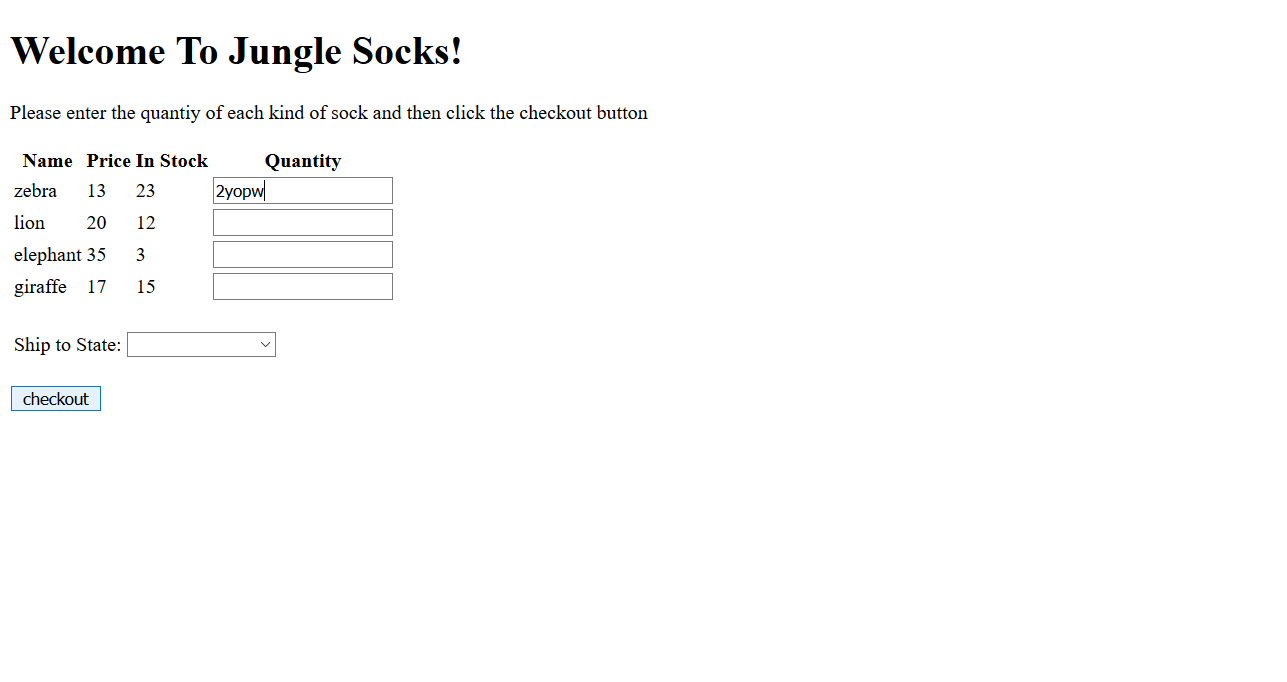 Welcome To Jungle Socks!
Please enter the quantiy of each kind of sock and then click the checkout button
Name Price In Stock Quantity
zebra 13 23 2yopw
lion 20 12
elephant 35 3
giraffe 17 15
Ship to State:
checkout